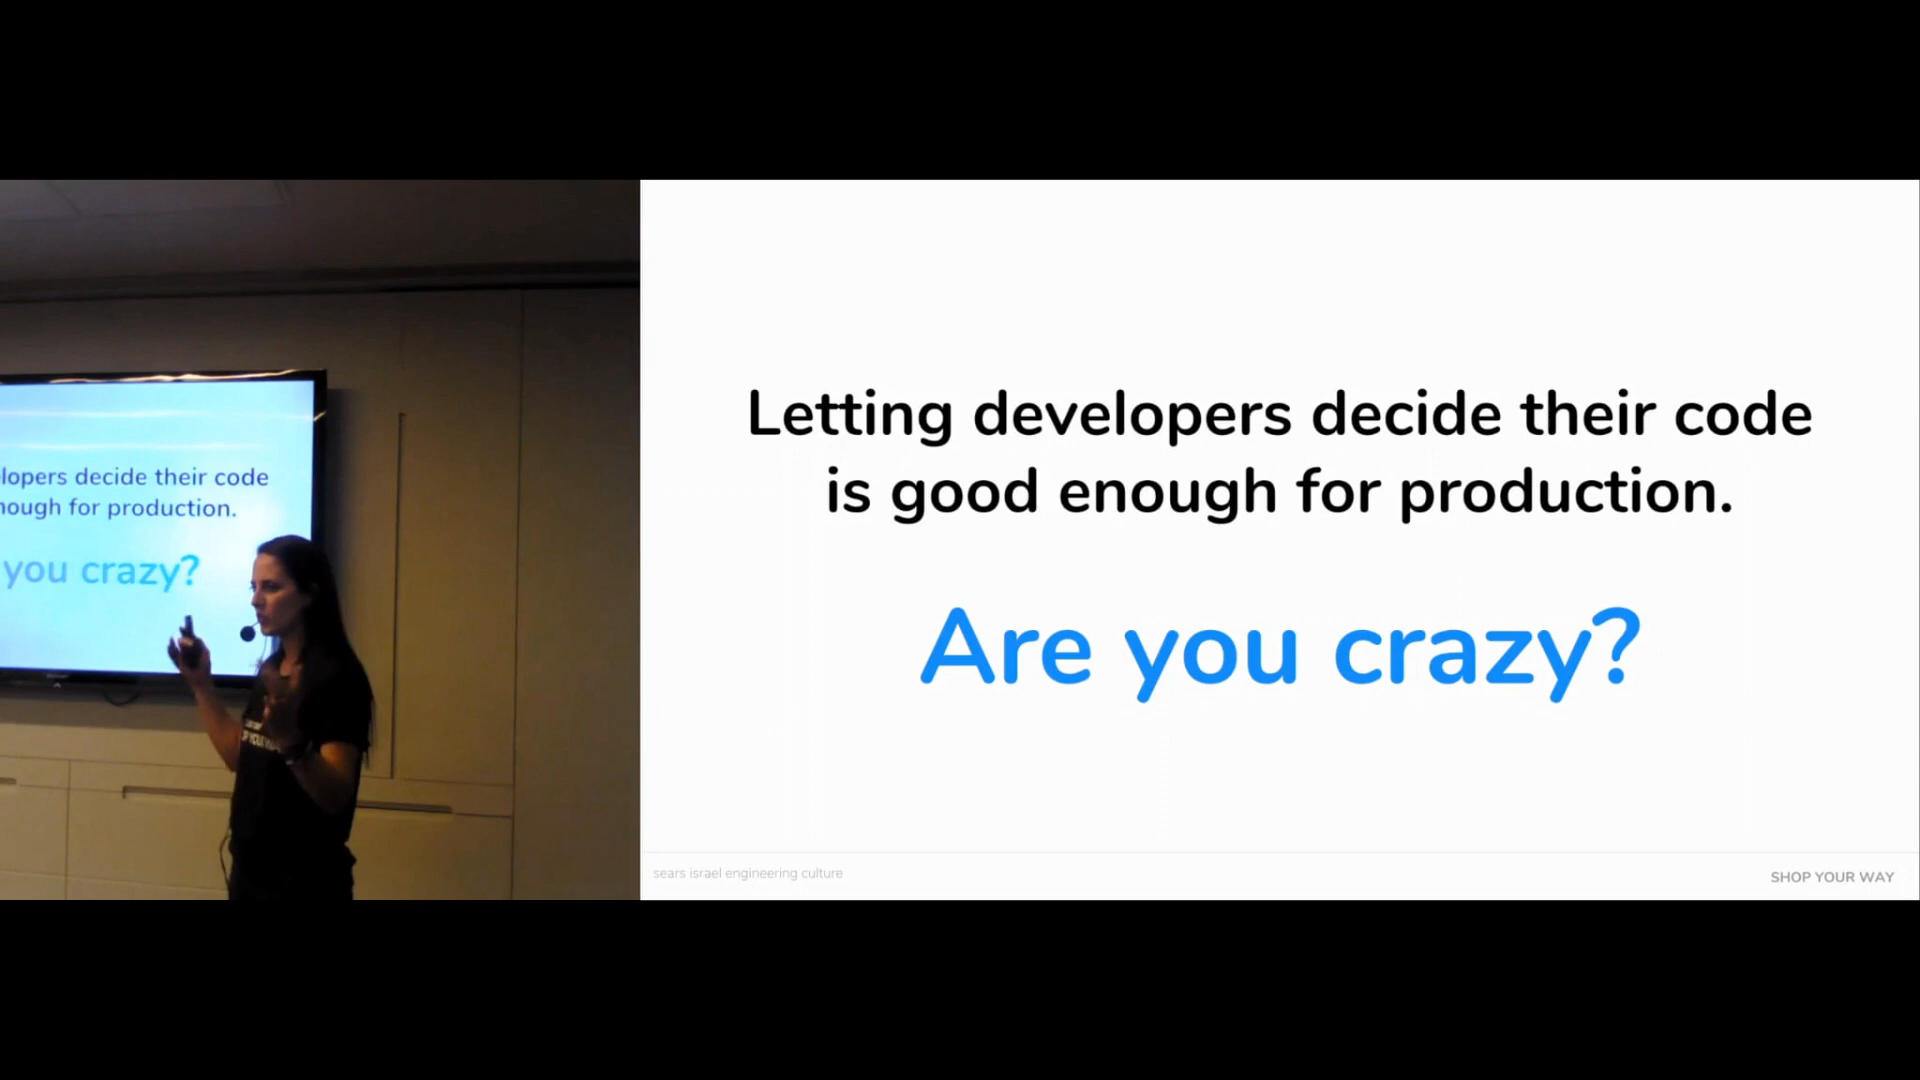 lopers decide their code
nough for production.
you crazy?
Letting developers decide their code
is good enough for production.
Are you crazy?
sears israel engineering culture
SHOP YOUR WAY